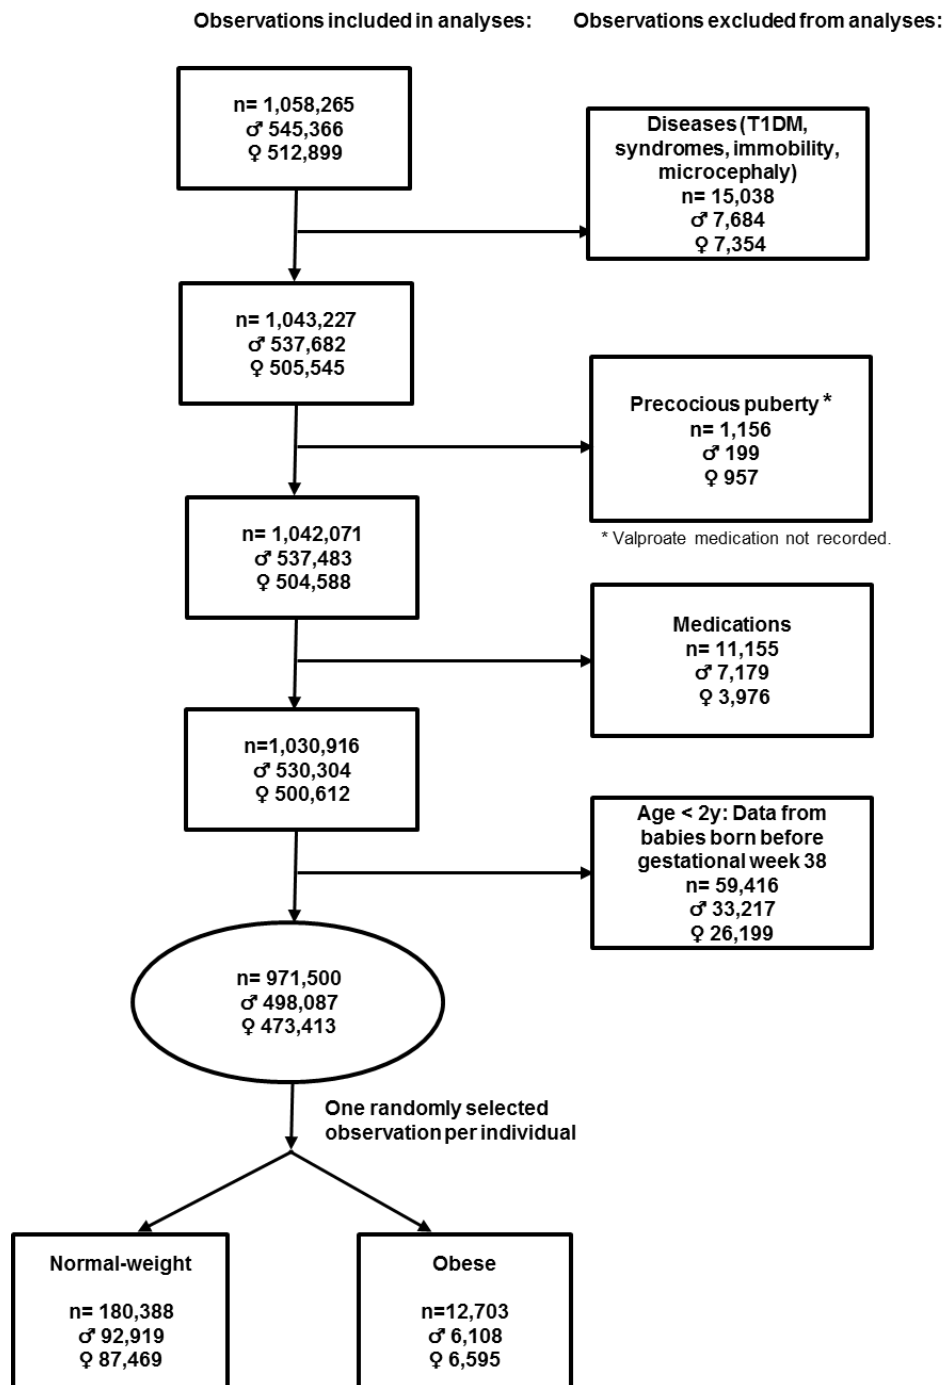 Observations included in analyses:
Observations excluded from analyses:
n= 1,058,265
♂ 545,366
♀ 512,899
Diseases (T1DM,
syndromes, immobility,
microcephaly)
n= 15,038
♂ 7,684
♀ 7,354
n= 1,043,227
♂ 537,682
♀ 505,545
Precocious puberty *
n= 1,156
♂ 199
♀ 957
* Valproate medication not recorded.
n= 1,042,071
♂ 537,483
♀ 504,588
Medications
n= 11,155
♂ 7,179
♀ 3,976
n=1,030,916
♂ 530,304
♀ 500,612
Age < 2y: Data from
babies born before
gestational week 38
n= 59,416
♂ 33,217
♀ 26,199
n= 971,500
♂ 498,087
♀ 473,413
One randomly selected
observation per individual
Normal-weight
n= 180,388
♂ 92,919
♀ 87,469
Obese
n=12,703
♂ 6,108
♀ 6,595